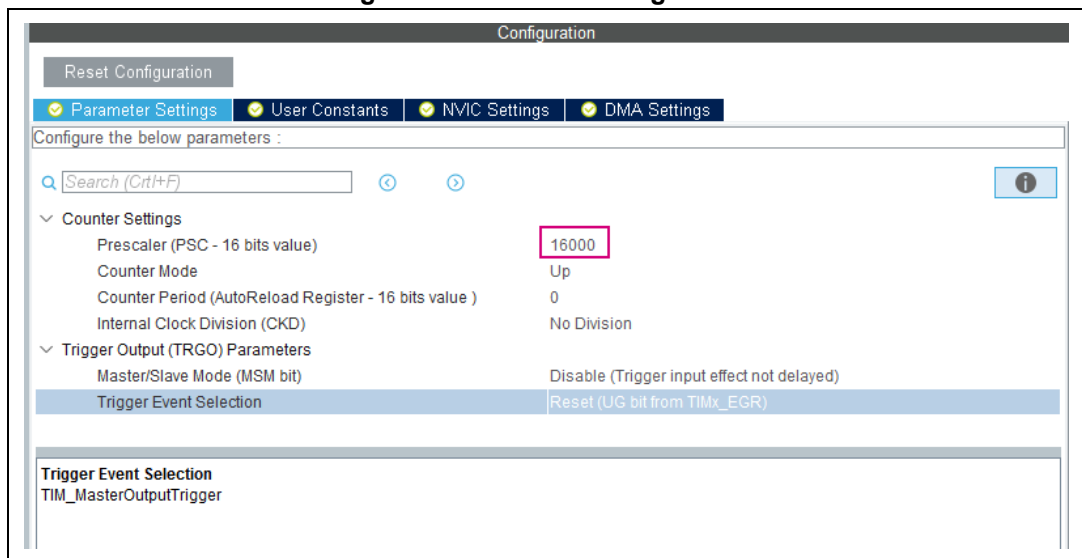 Configuration
Reset Configuration
Parameter Settings User Constants NVIC Settings DMA Settings
Configure the below parameters :
Search (Crtl+F)
Counter Settings
Prescaler (PSC - 16 bits value) 16000
Counter Mode Up
Counter Period (AutoReload Register - 16 bits value ) 0
Internal Clock Division (CKD) No Division
Trigger Output (TRGO) Parameters
Master/Slave Mode (MSM bit) Disable (Trigger input effect not delayed)
Trigger Event Selection Reset (UG bit from TIMx_EGR)
Trigger Event Selection
TIM_MasterOutputTrigger